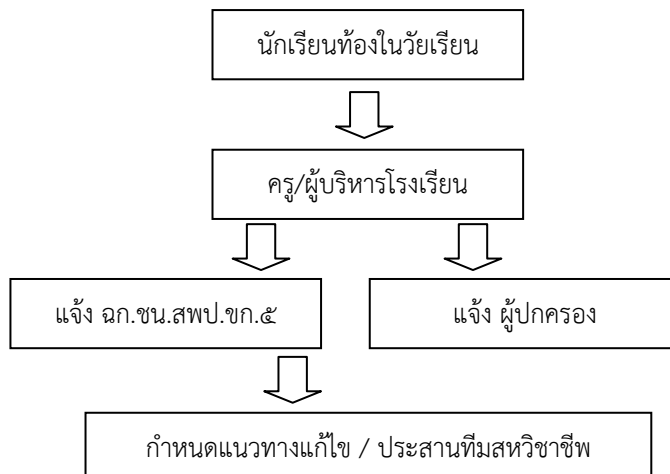 นักเรียนท้องในวัยเรียน
ครู/ผู้บริหารโรงเรียน
แจ้ง ฉก.ชน.สพป.ขก.๕
แจ้ง ผู้ปกครอง
กำหนดแนวทางแก้ไข / ประสานทีมสหวิชาชีพ